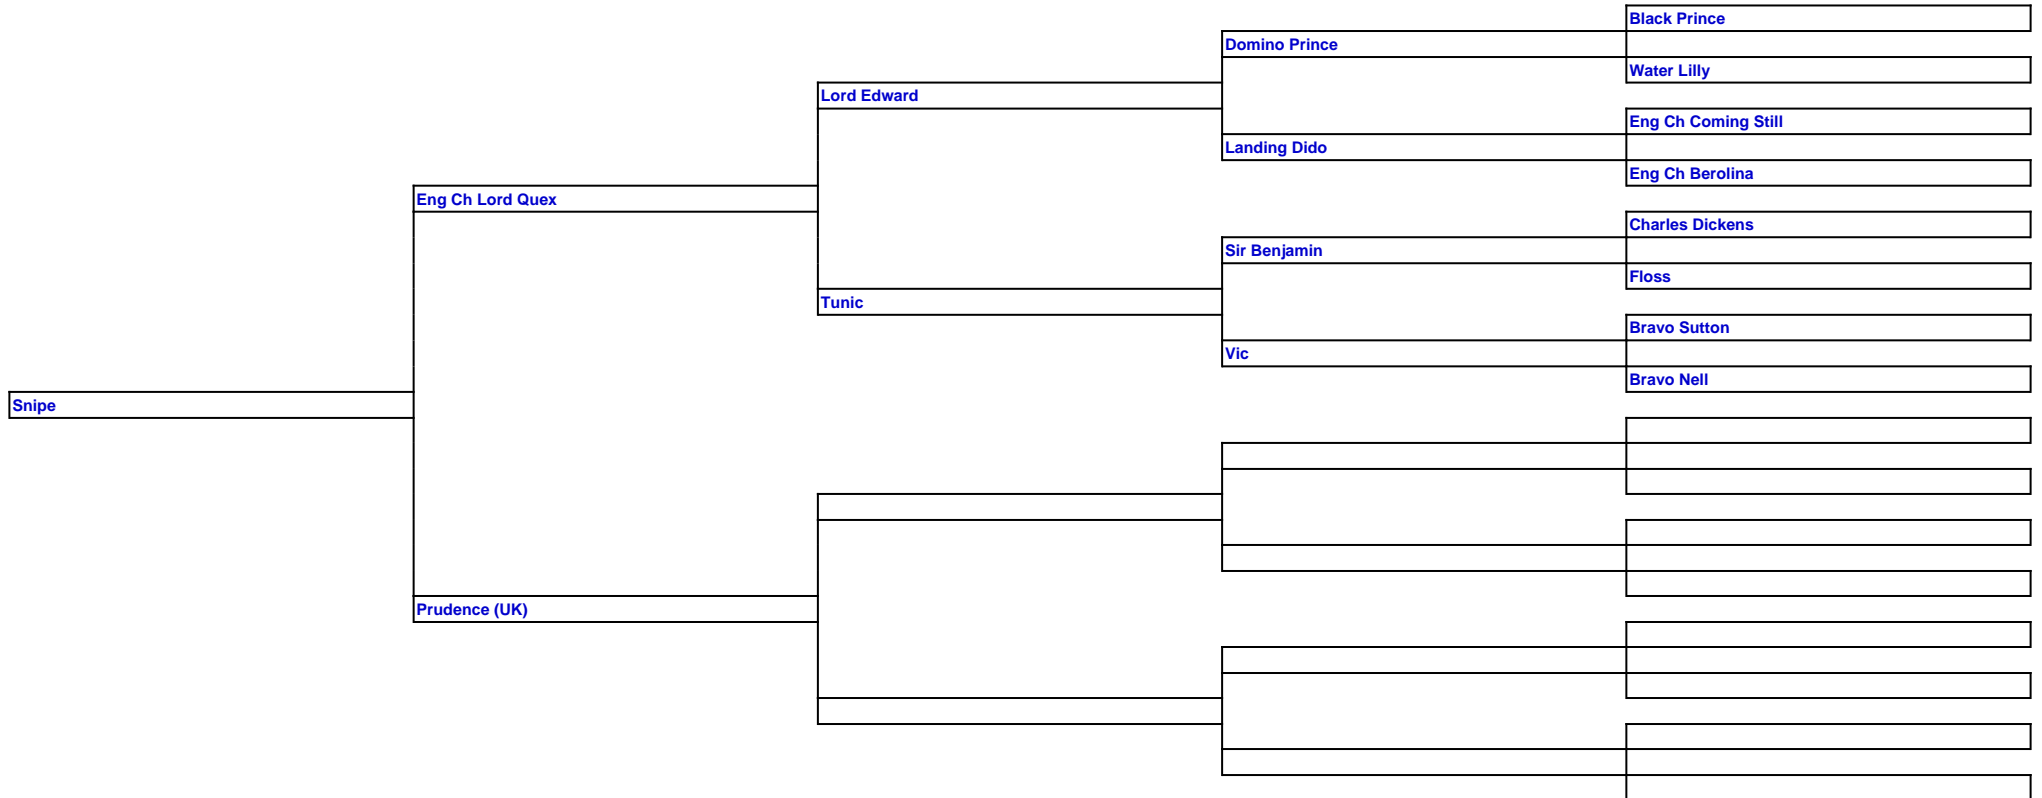 Black Prince
Domino Prince
Water Lilly
Lord Edward
Eng Ch Coming Still
Landing Dido
Eng Ch Berolina
Eng Ch Lord Quex
Charles Dickens
Sir Benjamin
Floss
Tunic
Bravo Sutton
Vic
Bravo Nell
Snipe
Prudence (UK)